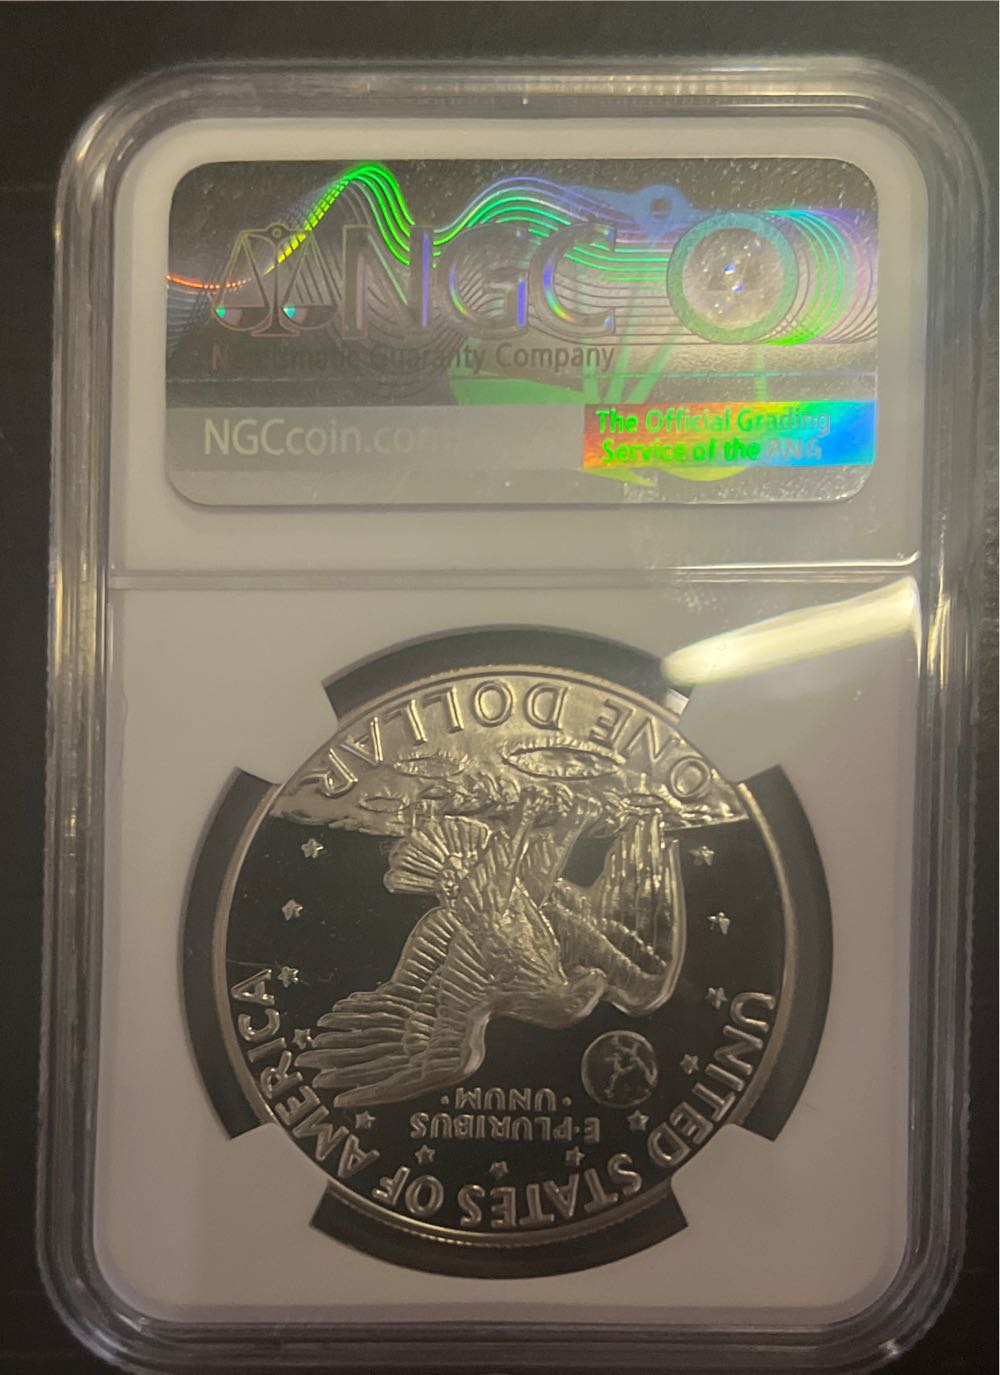 NGC
Numismatic Guaranty Company
NGCcoin.com
The Official Grading
Service of the ANA
ONE DOLLAR
UNITED STATES OF AMERICA
E·PLURIBUS
·UNUM·